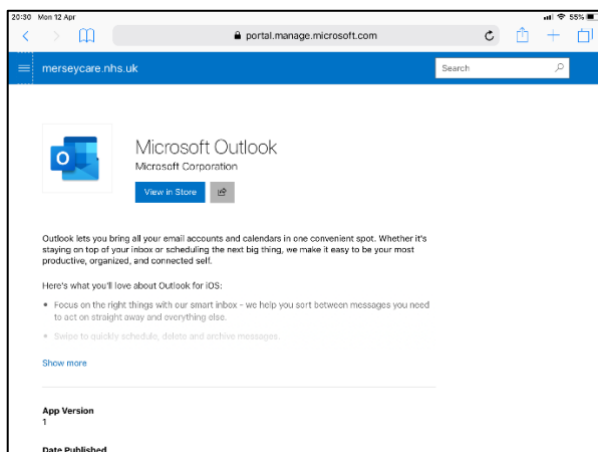 20:30 Mon 12 Apr 55%
portal.manage.microsoft.com
merseycare.nhs.uk Search
O
Microsoft Outlook
Microsoft Corporation
View in Store
Outlook lets you bring all your email accounts and calendars in one convenient spot. Whether it's
staying on top of your inbox or scheduling the next big thing, we make it easy to be your most
productive, organized, and connected self.
Here's what you'll love about Outlook for iOS:
• Focus on the right things with our smart inbox – we help you sort between messages you need
to act on straight away and everything else.
• Swipe to quickly schedule, delete and archive messages.
Show more
App Version
1
Date Published